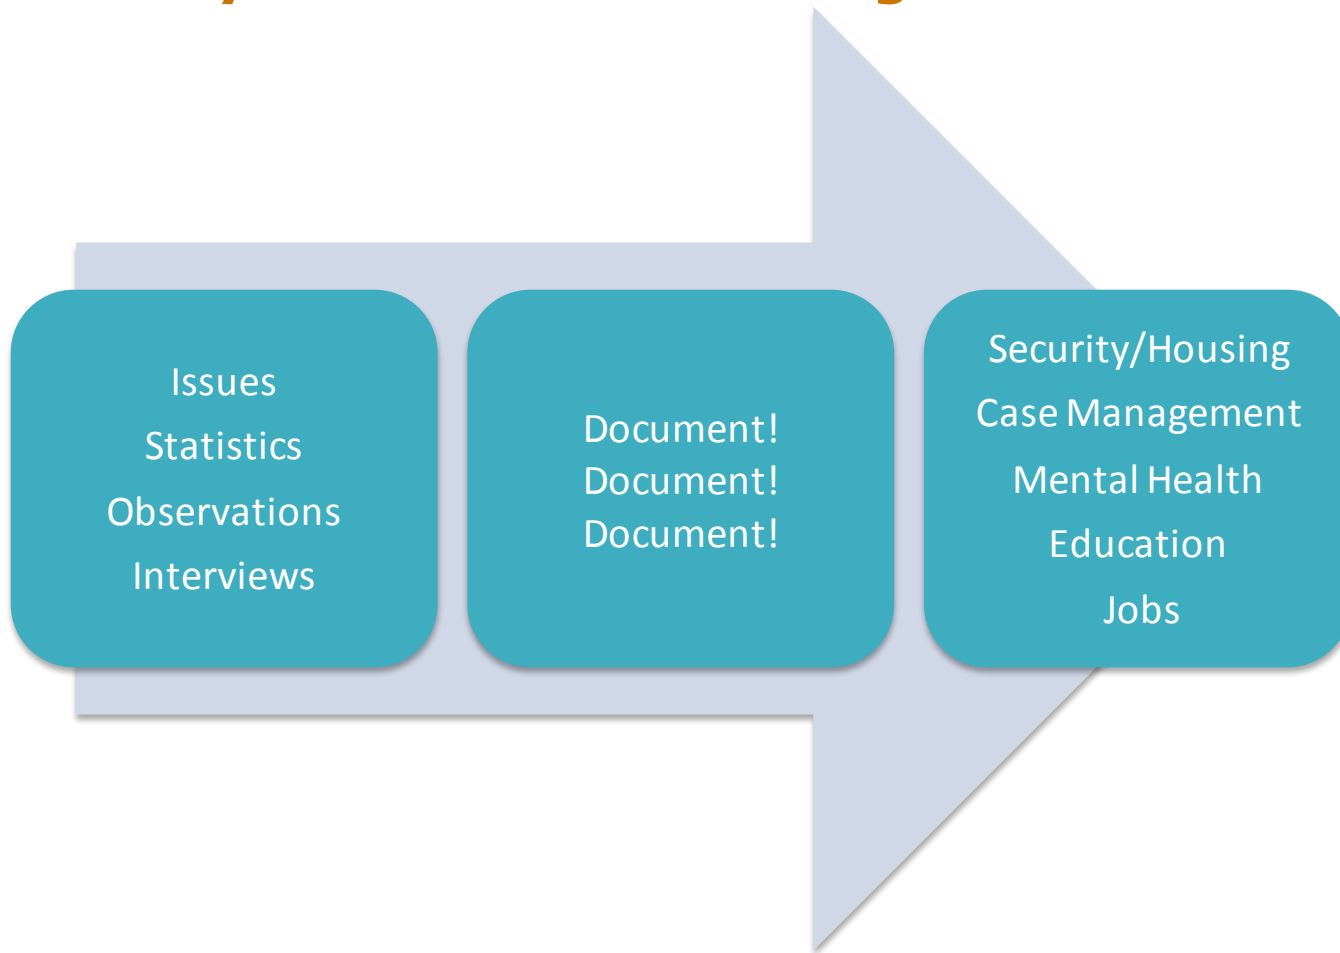 Issues
Statistics
Observations
Interviews
Document!
Document!
Document!
Security/Housing
Case Management
Mental Health
Education
Jobs